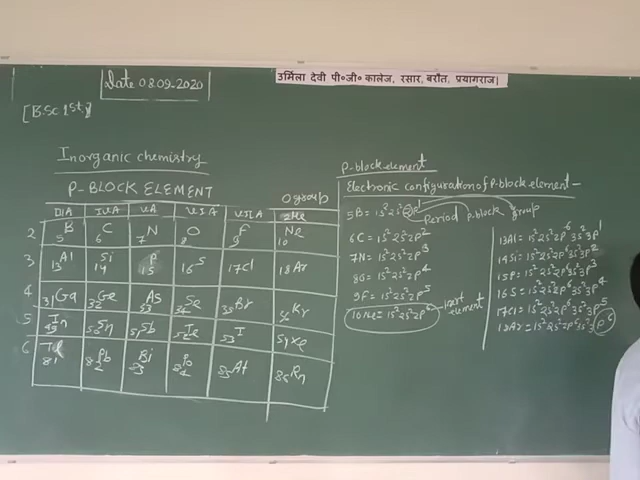 Date 08.09.2020
उर्मिला देवी पी०जी० कालेज, रसार, बरौत, प्रयागराज।
[B.Sc 1st.]
Inorganic chemistry
P-BLOCK ELEMENT
0 group
IIIA IVA VA VIA VIIA 2He
2 5B 6C 7N 8O 9F 10Ne
3 13Al 14Si 15P 16S 17Cl 18Ar
4 31Ga 32Ge 33As 34Se 35Br 36Kr
5 49In 50Sn 51Sb 52Te 53I 54Xe
6 81Tl 82Pb 83Bi 84Po 85At 86Rn
P-block element
Electronic configuration of P-block element -
5B = 1s²2s²2p¹
Period P-block group
6C = 1s²2s²2p²
7N = 1s²2s²2p³
8O = 1s²2s²2p⁴
9F = 1s²2s²2p⁵
10Ne = 1s²2s²2p⁶
inert element
13Al = 1s²2s²2p⁶3s²3p¹
14Si = 1s²2s²2p⁶3s²3p²
15P = 1s²2s²2p⁶3s²3p³
16S = 1s²2s²2p⁶3s²3p⁴
17Cl = 1s²2s²2p⁶3s²3p⁵
18Ar = 1s²2s²2p⁶3s²3p⁶